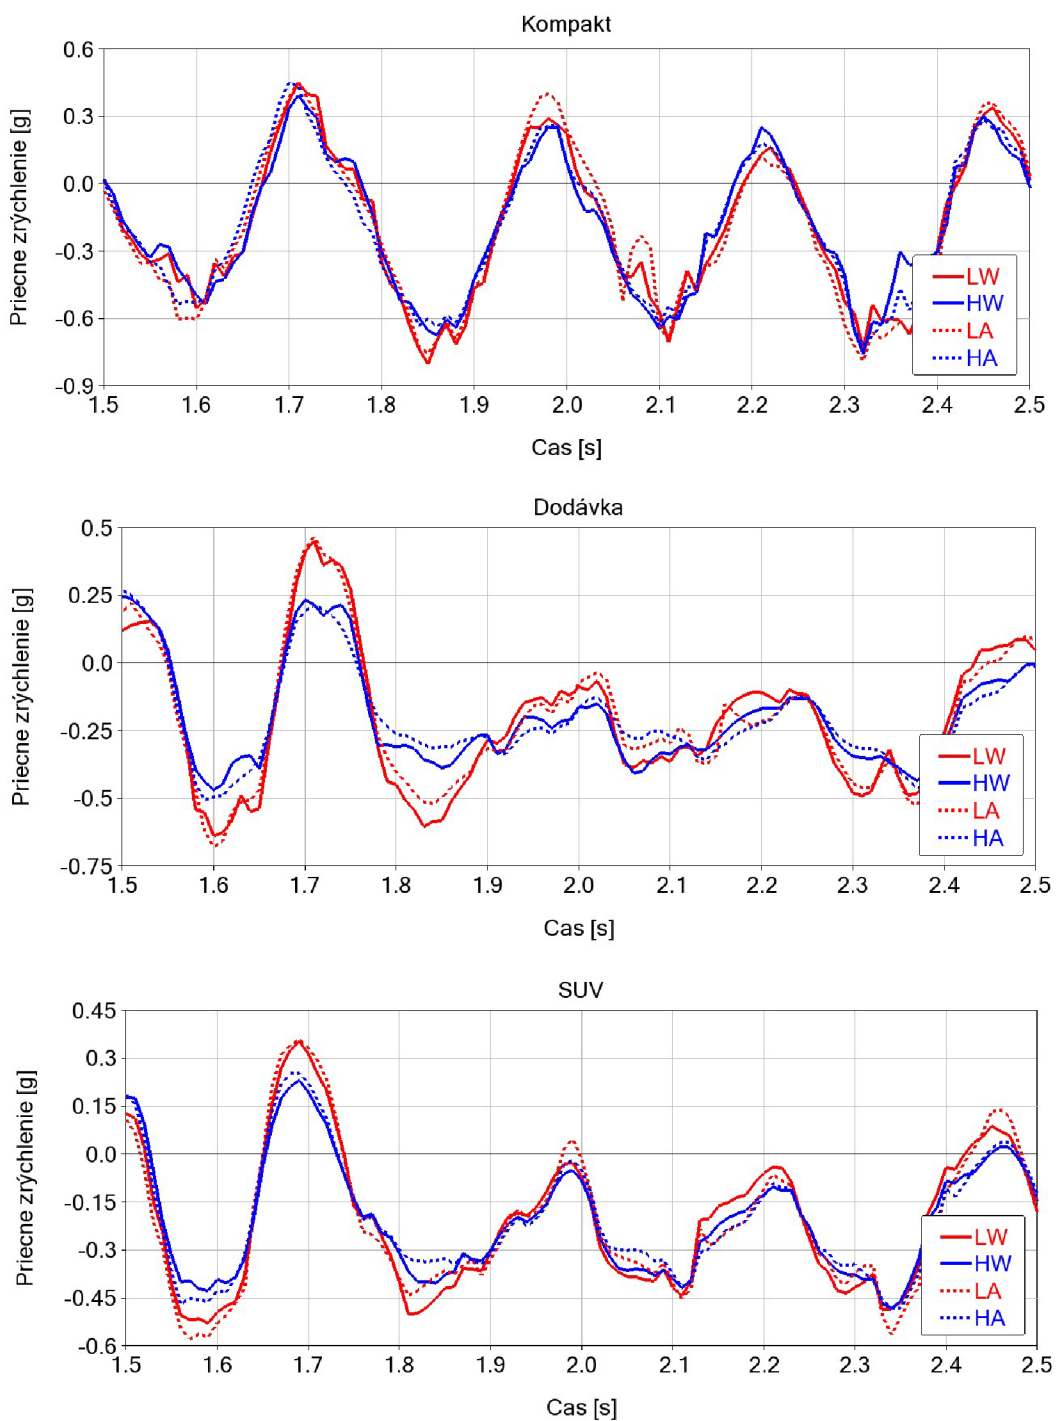 Kompakt
0.6
0.3
0.0
-0.3
-0.6
-0.9
Priecne zrýchlenie [g]
LW
HW
LA
HA
1.5 1.6 1.7 1.8 1.9 2.0 2.1 2.2 2.3 2.4 2.5
Cas [s]
Dodávka
0.5
0.25
0.0
-0.25
-0.5
-0.75
Priecne zrýchlenie [g]
LW
HW
LA
HA
1.5 1.6 1.7 1.8 1.9 2.0 2.1 2.2 2.3 2.4 2.5
Cas [s]
SUV
0.45
0.3
0.15
0.0
-0.15
-0.3
-0.45
-0.6
Priecne zrýchlenie [g]
LW
HW
LA
HA
1.5 1.6 1.7 1.8 1.9 2.0 2.1 2.2 2.3 2.4 2.5
Cas [s]